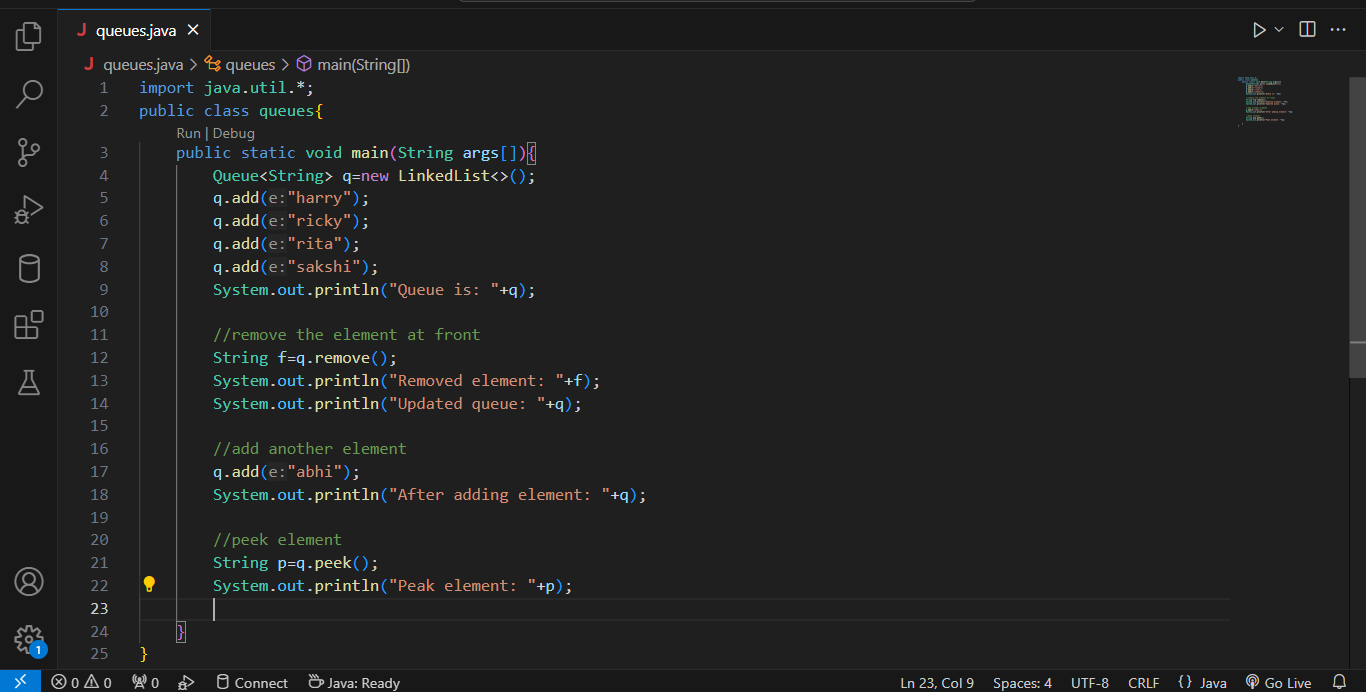 J queues.java ×
J queues.java > queues > main(String[])
1 import java.util.*;
2 public class queues{
Run | Debug
3 public static void main(String args[]){
4 Queue<String> q=new LinkedList<>();
5 q.add(e:"harry");
6 q.add(e:"ricky");
7 q.add(e:"rita");
8 q.add(e:"sakshi");
9 System.out.println("Queue is: "+q);
10
11 //remove the element at front
12 String f=q.remove();
13 System.out.println("Removed element: "+f);
14 System.out.println("Updated queue: "+q);
15
16 //add another element
17 q.add(e:"abhi");
18 System.out.println("After adding element: "+q);
19
20 //peek element
21 String p=q.peek();
22 System.out.println("Peak element: "+p);
23
24 }
25 }
1
0 0 0 Connect Java: Ready Ln 23, Col 9 Spaces: 4 UTF-8 CRLF {} Java Go Live